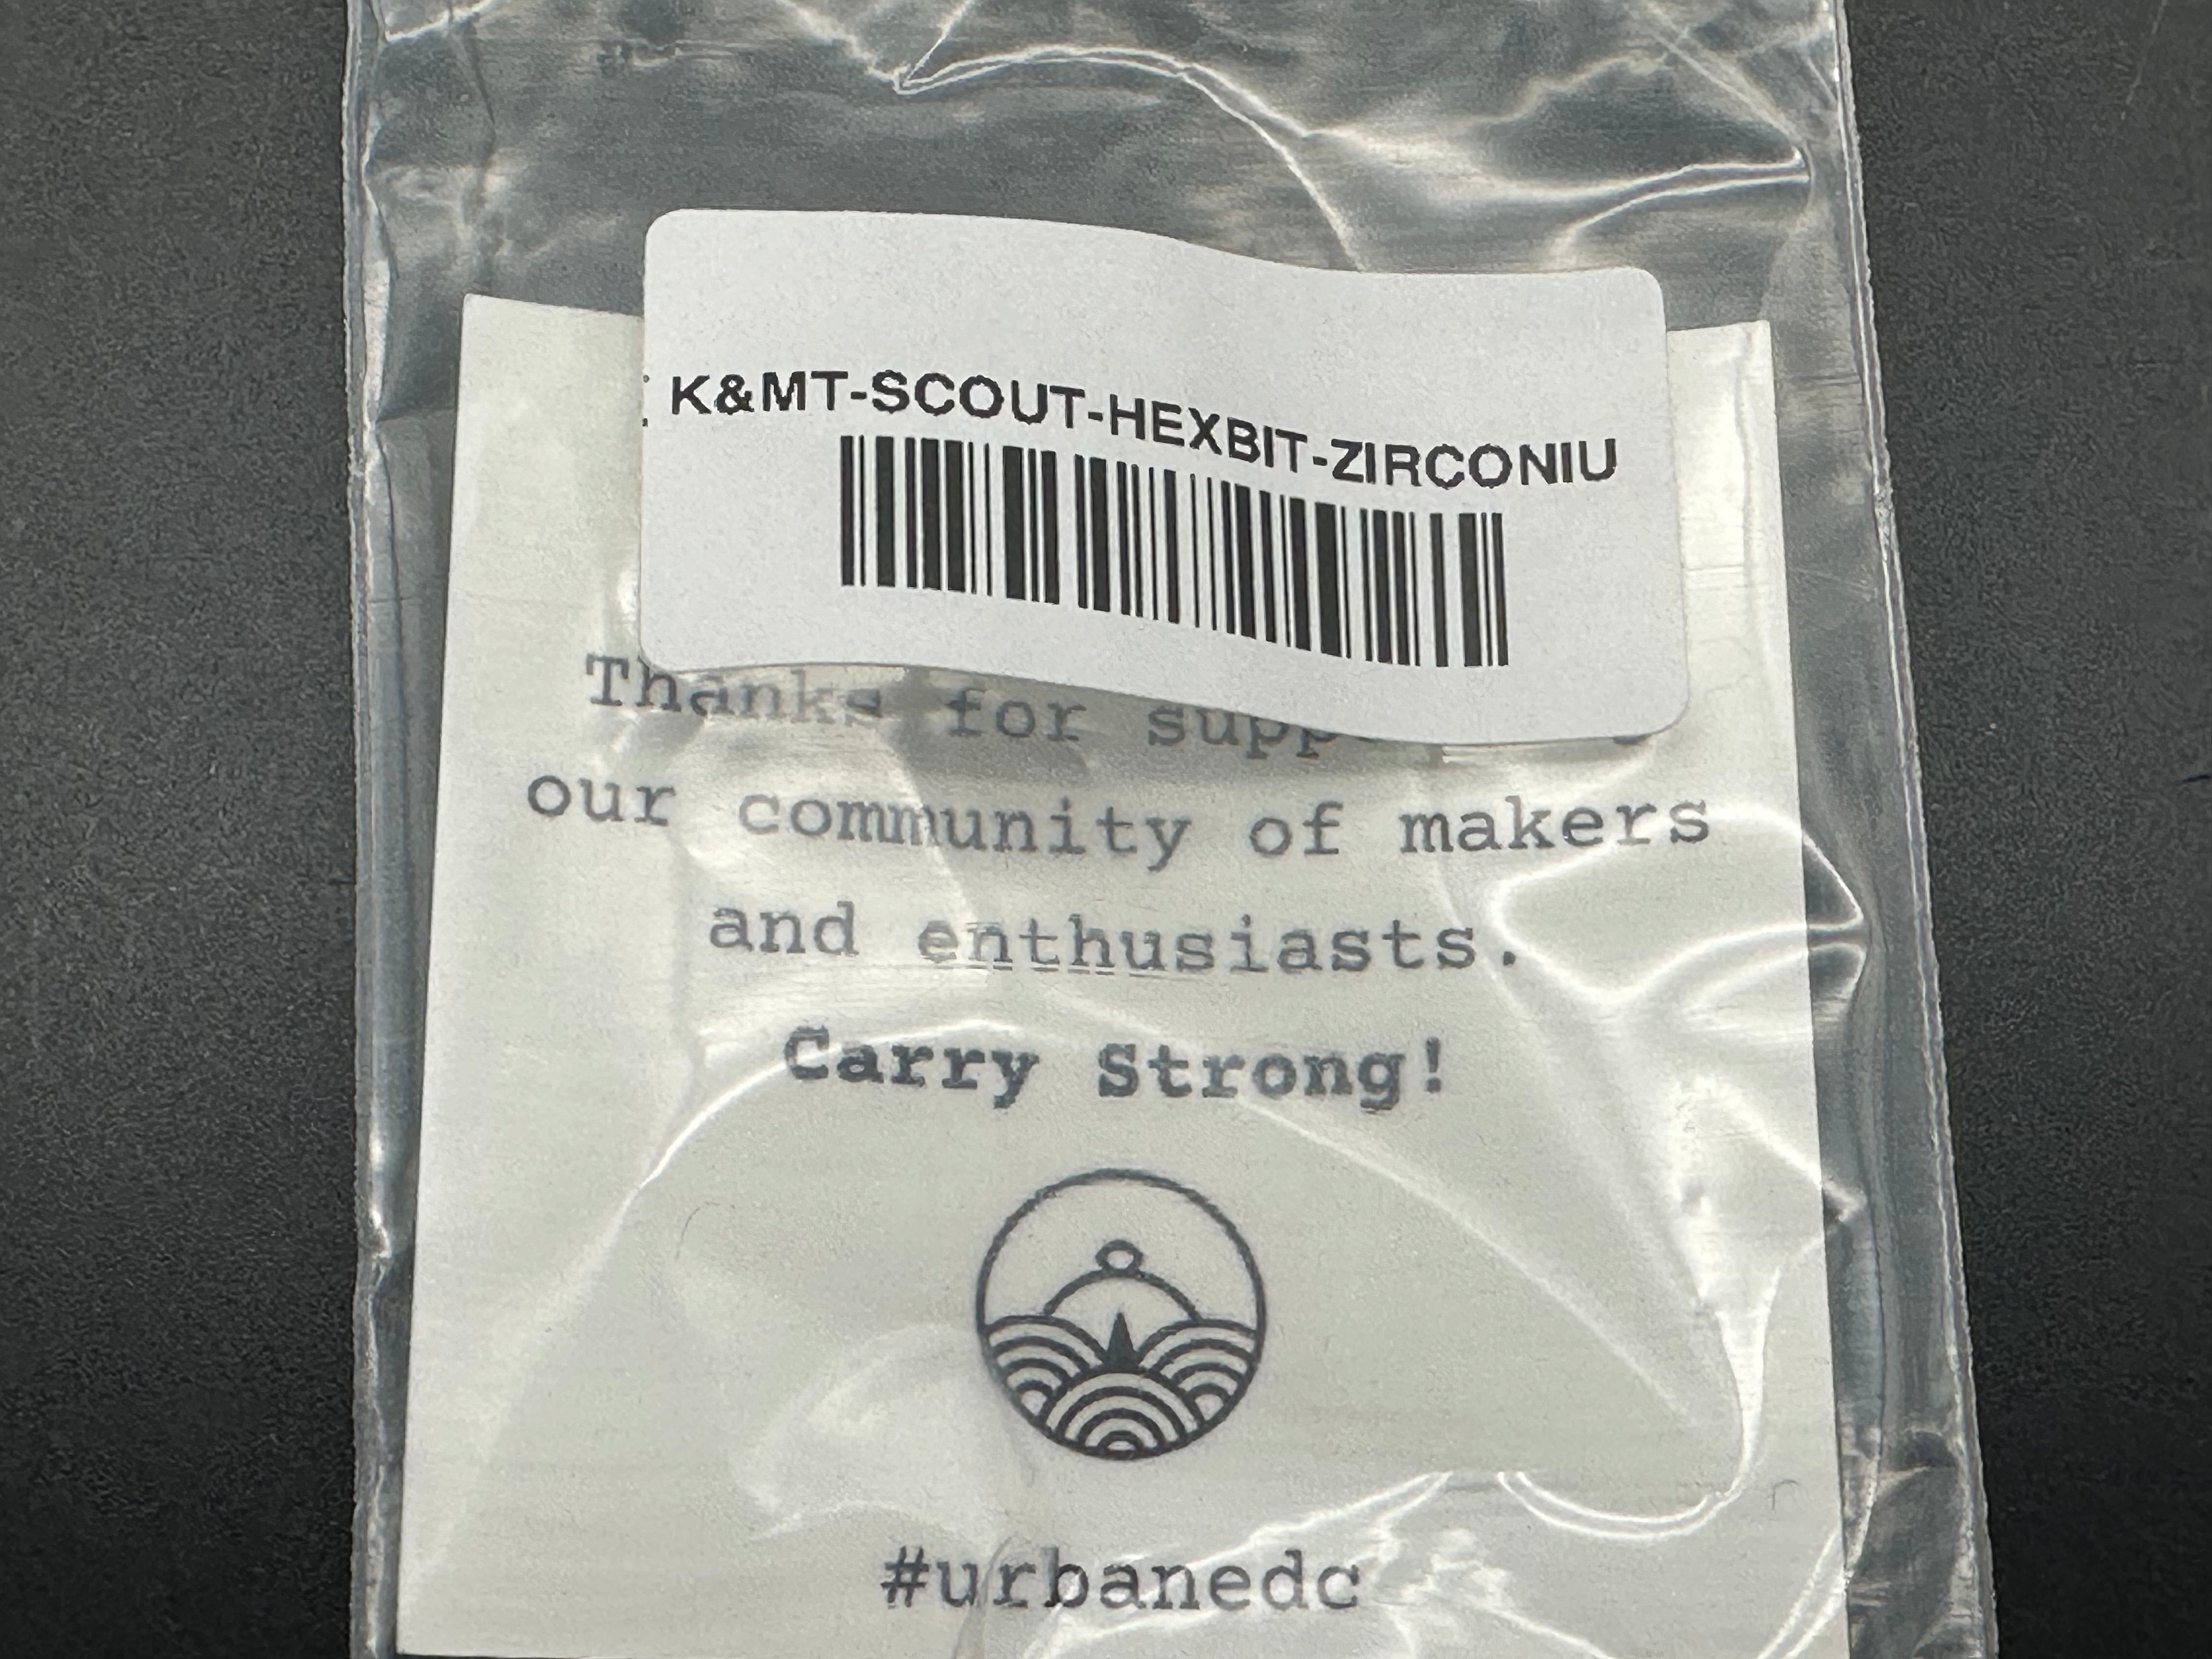 K&MT-SCOUT-HEXBIT-ZIRCONIU
Thanks for
our community of makers
and enthusiasts.
Carry Strong!
#urbanedc